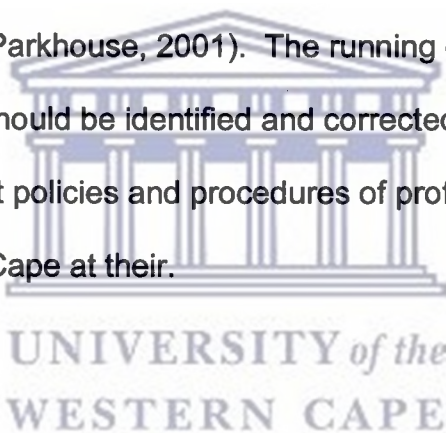 Parkhouse, 2001). The running
hould be identified and corrected
t policies and procedures of prof
Cape at their.
UNIVERSITY of the
WESTERN CAPE